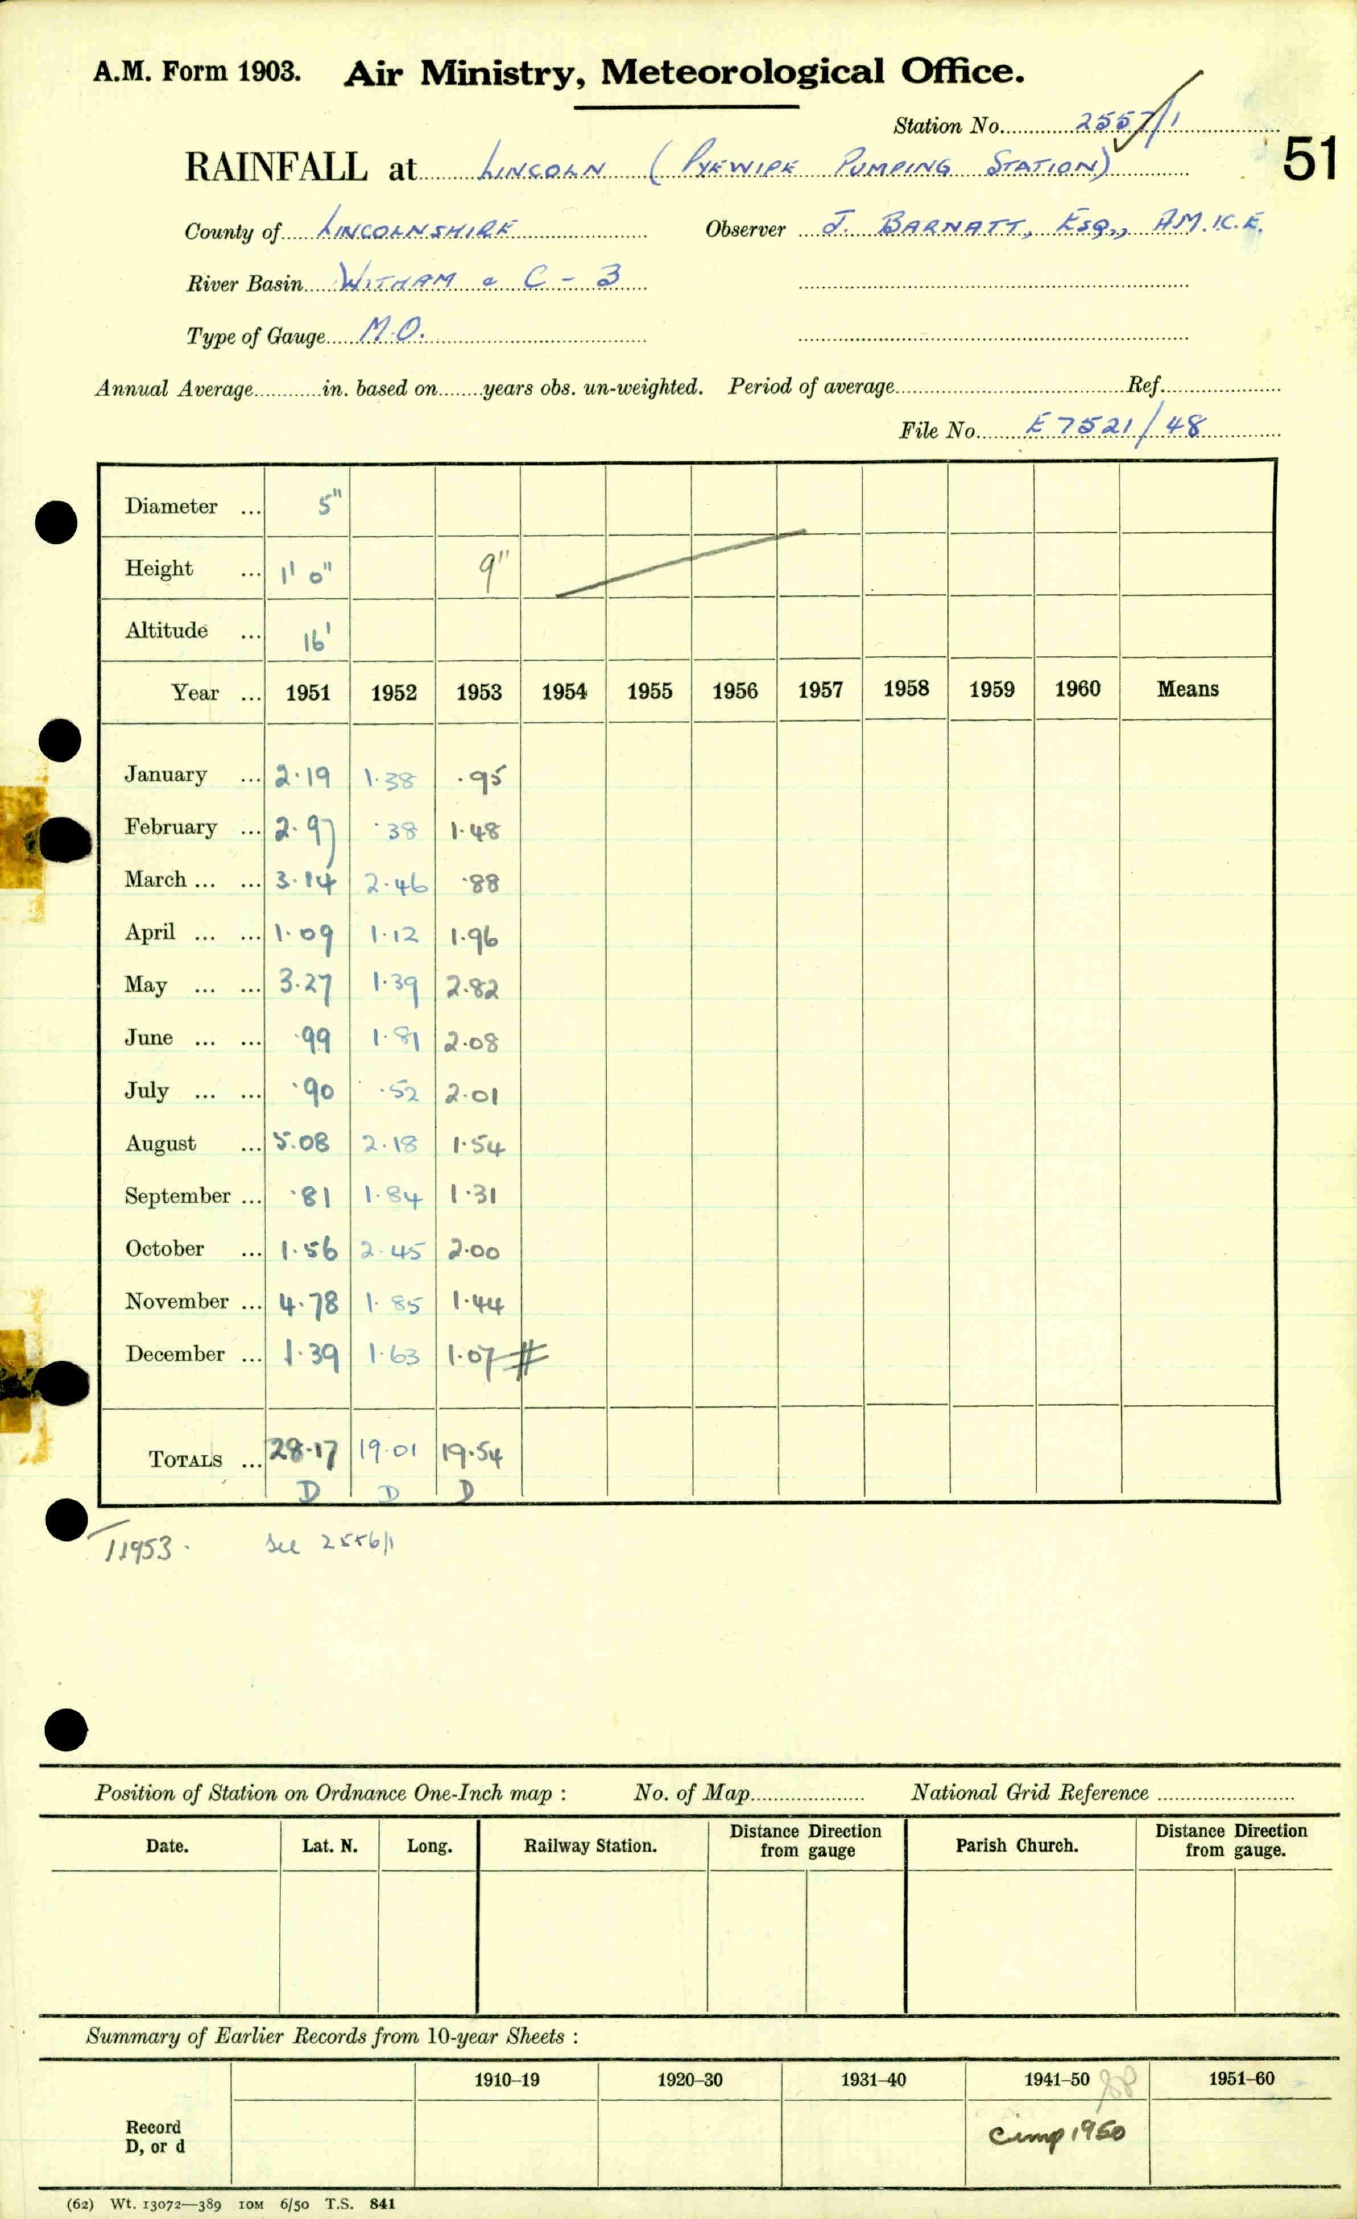 A.M. Form 1903. Air Ministry, Meteorological Office.
Station No. 2557/1
51
RAINFALL at LINCOLN (PYEWIPE PUMPING STATION)
County of LINCOLNSHIRE Observer J. BARNATT, ESQ., A.M.I.C.E.
River Basin WITHAM & C - 3
Type of Gauge M.O.
Annual Average in. based on years obs. un-weighted. Period of average Ref.
File No. E7521/48
Diameter ... 5"
Height ... 1' 0" 9"
Altitude ... 16'
Year ... 1951 1952 1953 1954 1955 1956 1957 1958 1959 1960 Means
January ... 2.19 1.38 .95
February ... 2.97 .38 1.48
March ... ... 3.14 2.46 .88
April ... ... 1.09 1.12 1.96
May ... ... 3.27 1.39 2.82
June ... ... .99 1.81 2.08
July ... ... .90 .52 2.01
August ... 5.08 2.18 1.54
September ... .81 1.84 1.31
October ... 1.56 2.45 2.00
November ... 4.78 1.85 1.44
December ... 1.39 1.63 1.07 #
TOTALS ... 28.17 19.01 19.54
D D D
1953. See 2556/1
Position of Station on Ordnance One-Inch map : No. of Map National Grid Reference
Date. Lat. N. Long. Railway Station. Distance from Direction gauge Parish Church. Distance from Direction gauge.
Summary of Earlier Records from 10-year Sheets :
1910–19 1920–30 1931–40 1941–50 1951–60
Record
D, or d
Comp 1950
(62) Wt. 13072—389 10M 6/50 T.S. 841